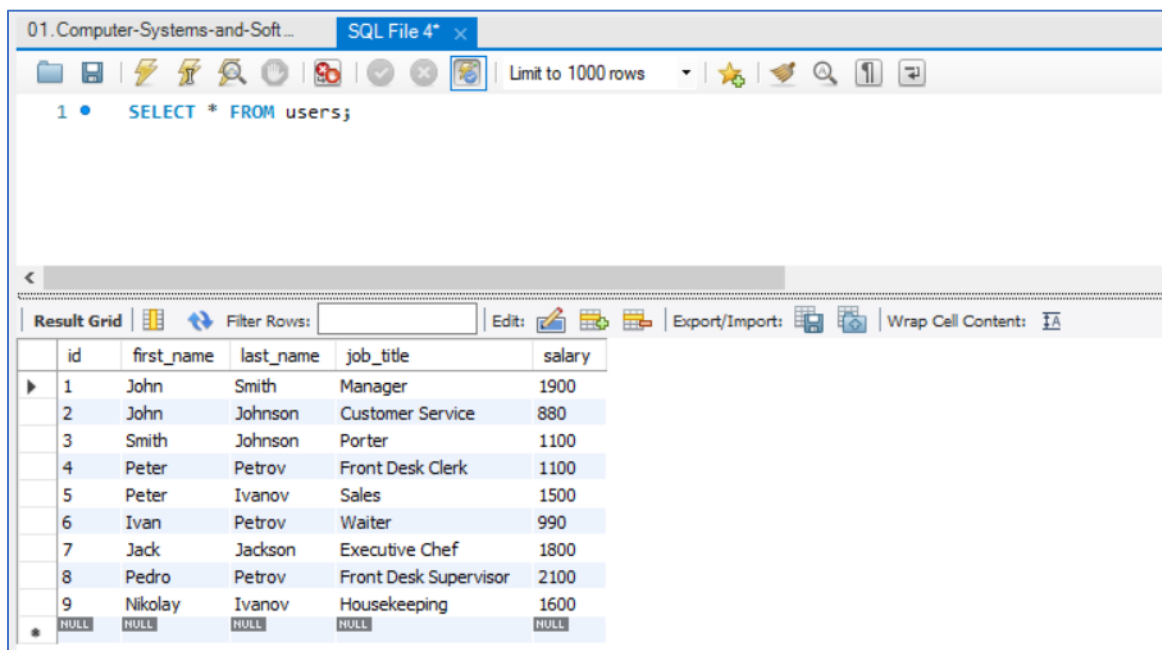 01.Computer-Systems-and-Soft... SQL File 4* ×
Limit to 1000 rows
1 SELECT * FROM users;
Result Grid Filter Rows: Edit: Export/Import: Wrap Cell Content: IA
id first_name last_name job_title salary
1 John Smith Manager 1900
2 John Johnson Customer Service 880
3 Smith Johnson Porter 1100
4 Peter Petrov Front Desk Clerk 1100
5 Peter Ivanov Sales 1500
6 Ivan Petrov Waiter 990
7 Jack Jackson Executive Chef 1800
8 Pedro Petrov Front Desk Supervisor 2100
9 Nikolay Ivanov Housekeeping 1600
NULL NULL NULL NULL NULL